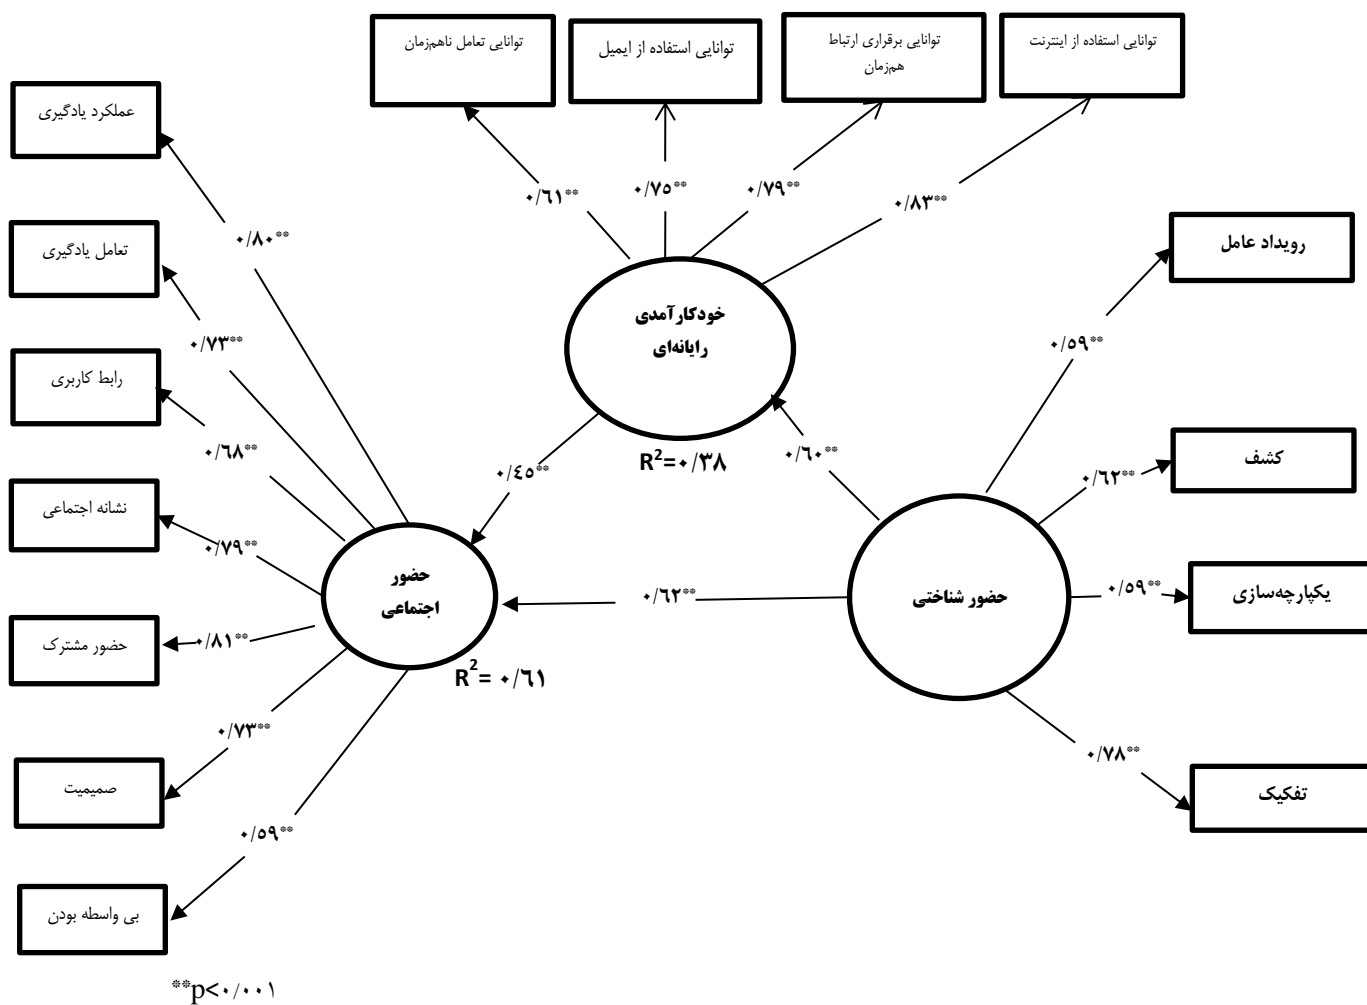 توانایی استفاده از اینترنت
توانایی برقراری ارتباط
هم‌زمان
توانایی استفاده از ایمیل
توانایی تعامل ناهم‌زمان
عملکرد یادگیری
۰/۶۱**
۰/۷۵**
۰/۷۹**
۰/۸۳**
۰/۸۰**
رویداد عامل
تعامل یادگیری
خودکارآمدی
رایانه‌ای
۰/۷۳**
۰/۵۹**
رابط کاربری
۰/۶۸**
R²=۰/۳۸
۰/۶۰**
کشف
۰/۶۲**
۰/۴۵**
نشانه اجتماعی
۰/۷۹**
حضور
اجتماعی
۰/۶۲**
حضور شناختی
۰/۵۹**
یکپارچه‌سازی
حضور مشترک
۰/۸۱**
R²= ۰/۶۱
۰/۷۳**
۰/۷۸**
صمیمیت
تفکیک
۰/۵۹**
بی واسطه بودن
**p<۰/۰۰۱